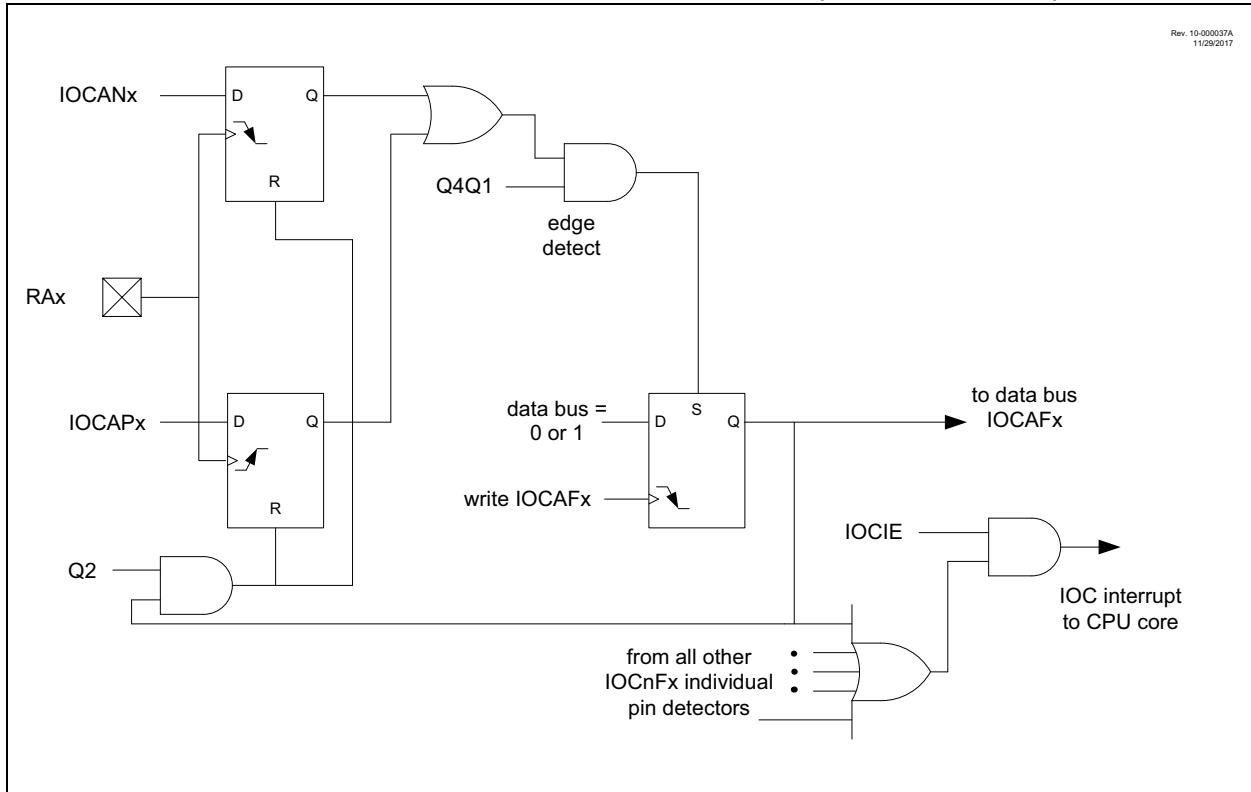 Rev. 10-000037A
11/29/2017
IOCANx
D
Q
R
Q4Q1
edge
detect
RAx
IOCAPx
D
Q
R
data bus =
0 or 1
D
S
Q
to data bus
IOCAFx
write IOCAFx
IOCIE
Q2
IOC interrupt
to CPU core
from all other
IOCnFx individual
pin detectors